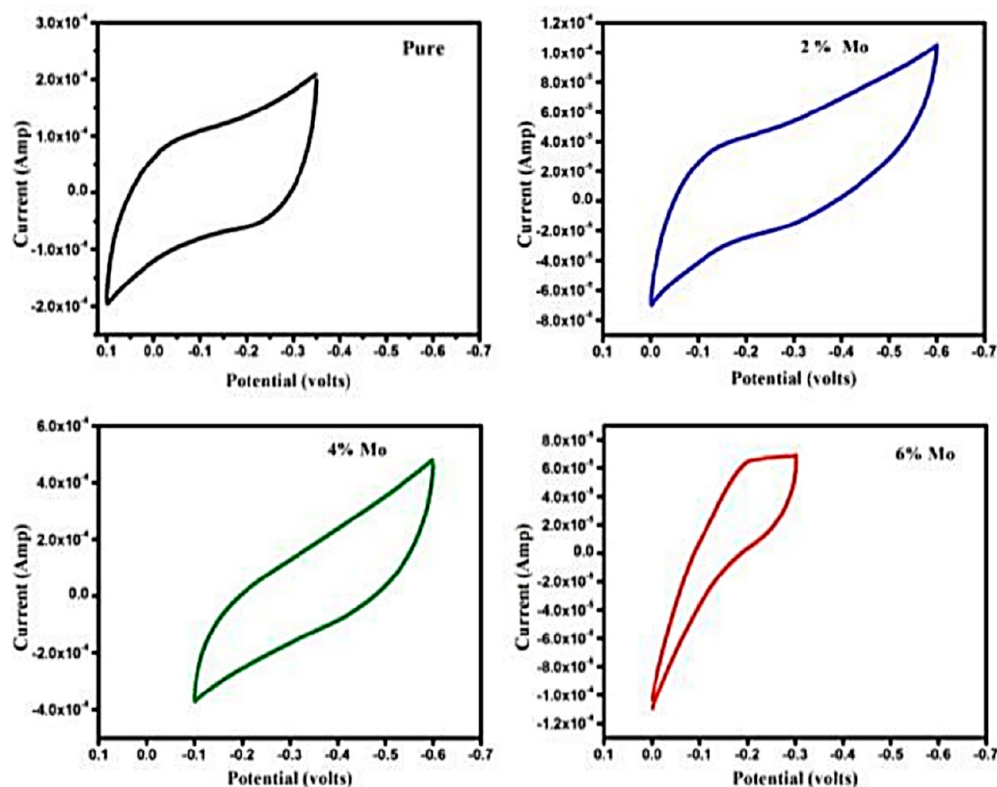 Pure
3.0x10⁻⁴
2.0x10⁻⁴
1.0x10⁻⁴
0.0
-1.0x10⁻⁴
-2.0x10⁻⁴
Current (Amp)
0.1 0.0 -0.1 -0.2 -0.3 -0.4 -0.5 -0.6 -0.7
Potential (volts)
2 % Mo
1.2x10⁻⁴
1.0x10⁻⁴
8.0x10⁻⁵
6.0x10⁻⁵
4.0x10⁻⁵
2.0x10⁻⁵
0.0
-2.0x10⁻⁵
-4.0x10⁻⁵
-6.0x10⁻⁵
-8.0x10⁻⁵
Current (Amp)
0.1 0.0 -0.1 -0.2 -0.3 -0.4 -0.5 -0.6 -0.7
Potential (volts)
4% Mo
6.0x10⁻⁴
4.0x10⁻⁴
2.0x10⁻⁴
0.0
-2.0x10⁻⁴
-4.0x10⁻⁴
Current (Amp)
0.1 0.0 -0.1 -0.2 -0.3 -0.4 -0.5 -0.6 -0.7
Potential (volts)
6% Mo
8.0x10⁻⁵
6.0x10⁻⁵
4.0x10⁻⁵
2.0x10⁻⁵
0.0
-2.0x10⁻⁵
-4.0x10⁻⁵
-6.0x10⁻⁵
-8.0x10⁻⁵
-1.0x10⁻⁴
-1.2x10⁻⁴
Current (Amp)
0.1 0.0 -0.1 -0.2 -0.3 -0.4 -0.5 -0.6 -0.7
Potential (volts)